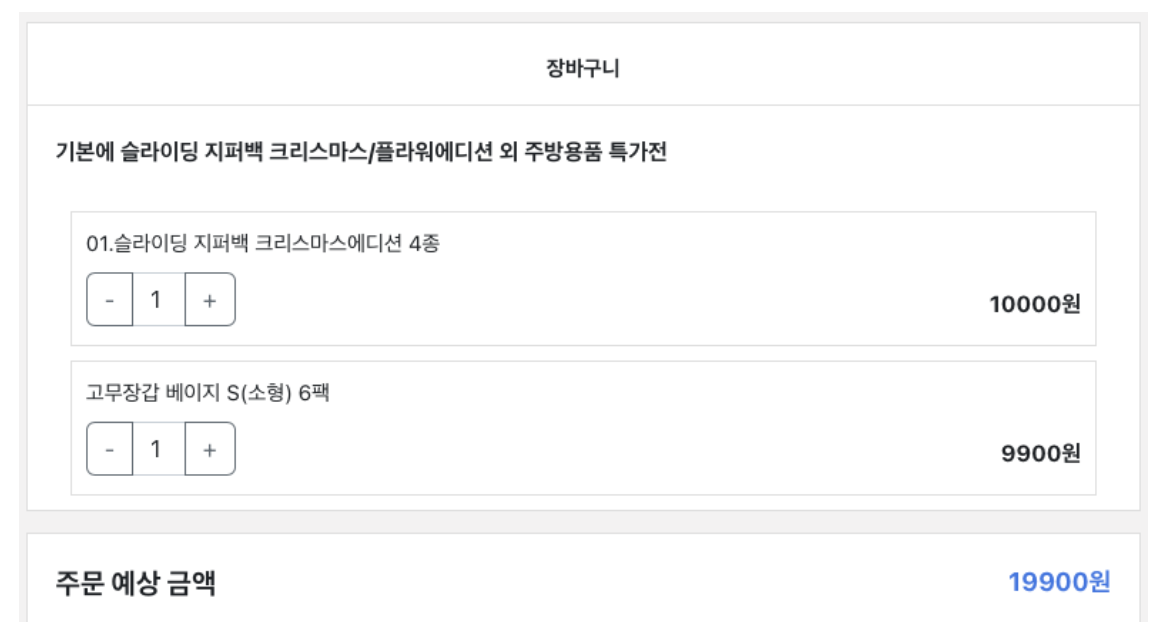 장바구니
기본에 슬라이딩 지퍼백 크리스마스/플라워에디션 외 주방용품 특가전
01.슬라이딩 지퍼백 크리스마스에디션 4종
- 1 +
10000원
고무장갑 베이지 S(소형) 6팩
- 1 +
9900원
주문 예상 금액 19900원